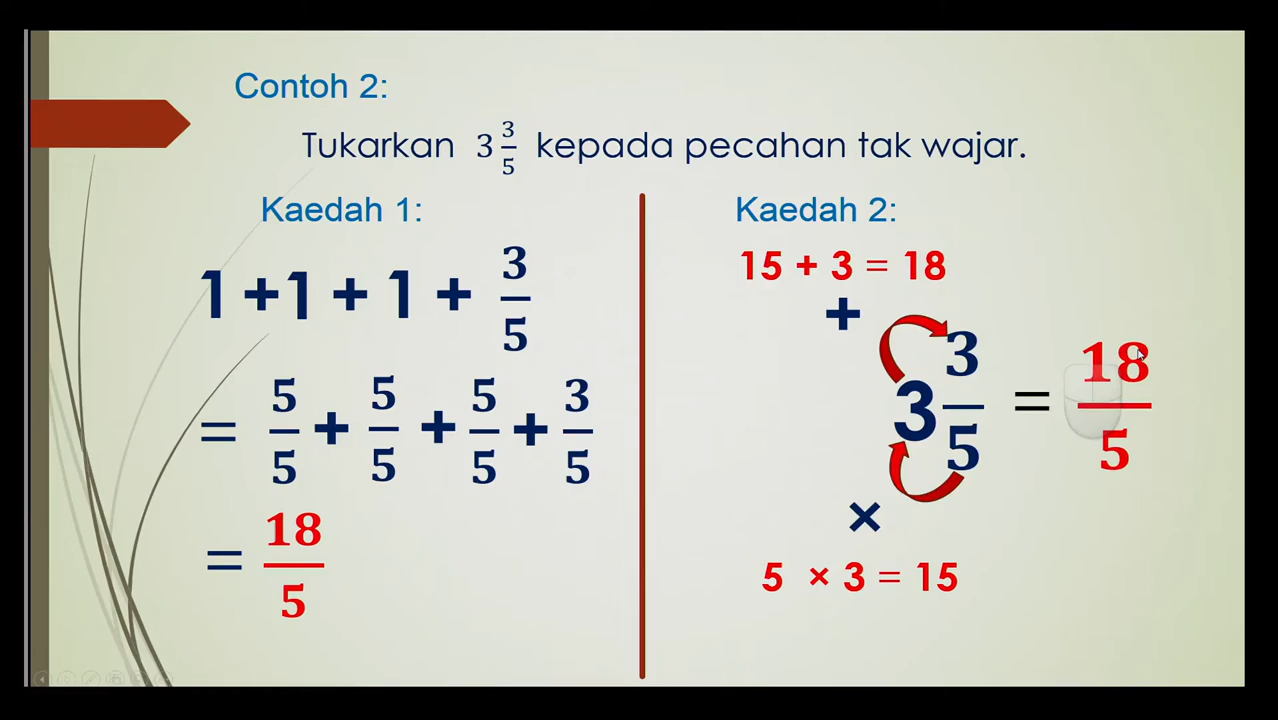 Contoh 2:
Tukarkan 3 3/5 kepada pecahan tak wajar.
Kaedah 1:
1 + 1 + 1 + 3/5
= 5/5 + 5/5 + 5/5 + 3/5
= 18/5
Kaedah 2:
15 + 3 = 18
+
3 3/5 = 18/5
×
5 × 3 = 15